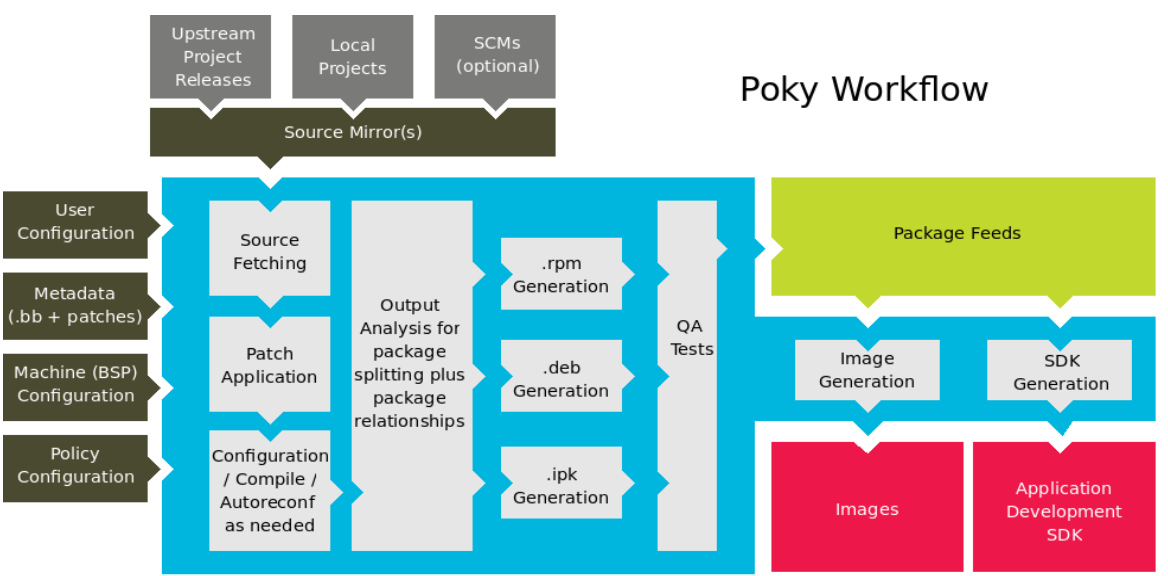 Upstream
Project
Releases
Local
Projects
SCMs
(optional)
Poky Workflow
Source Mirror(s)
User
Configuration
Metadata
(.bb + patches)
Machine (BSP)
Configuration
Policy
Configuration
Source
Fetching
Patch
Application
Configuration
/ Compile /
Autoreconf
as needed
Output
Analysis for
package
splitting plus
package
relationships
.rpm
Generation
.deb
Generation
.ipk
Generation
QA
Tests
Package Feeds
Image
Generation
SDK
Generation
Images
Application
Development
SDK